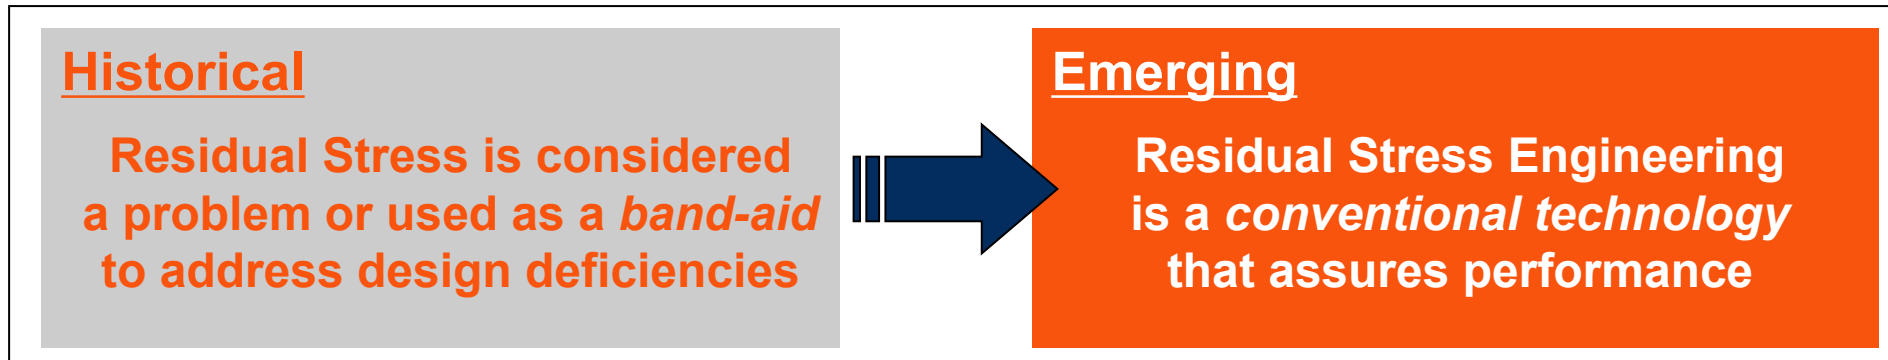 Historical
Residual Stress is considered
a problem or used as a band-aid
to address design deficiencies
Emerging
Residual Stress Engineering
is a conventional technology
that assures performance